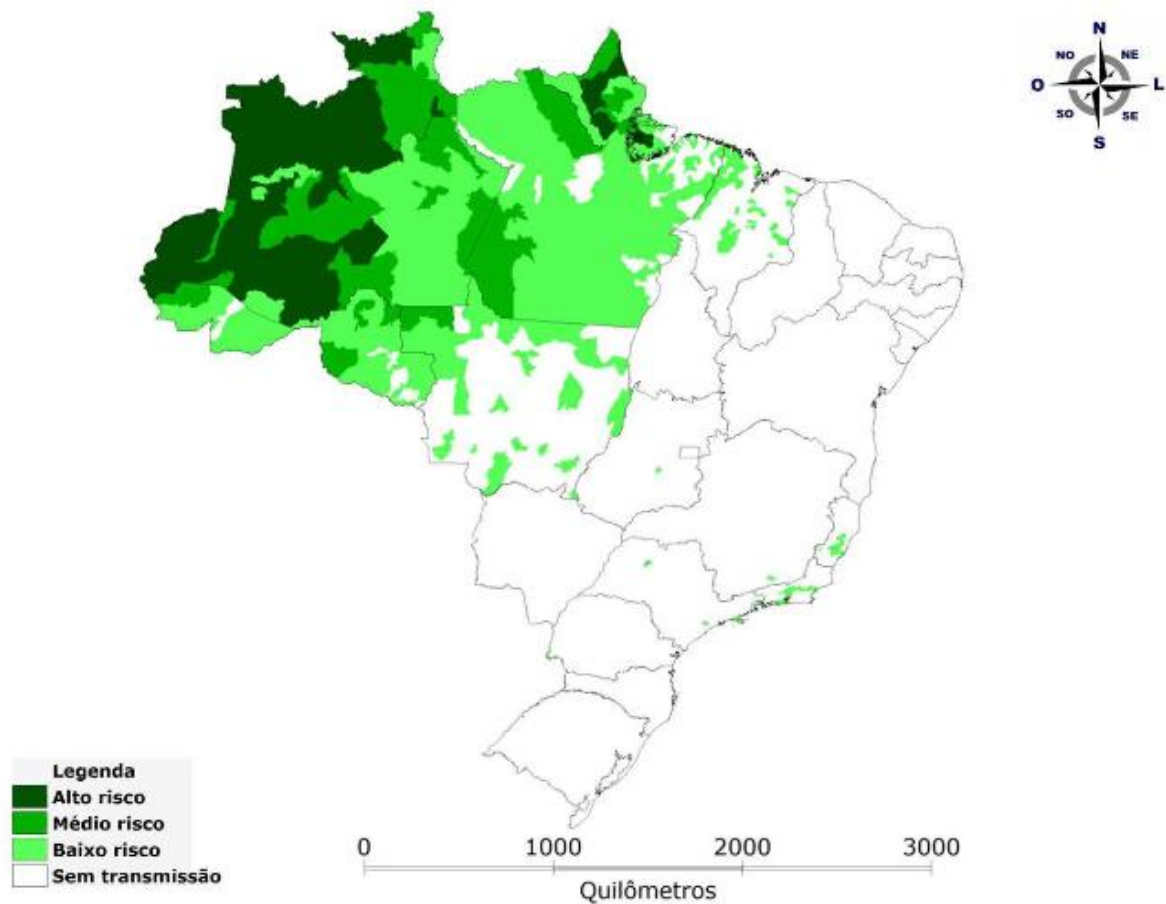 N
NO NE
O L
SO SE
S
Legenda
Alto risco
Médio risco
Baixo risco
Sem transmissão
0 1000 2000 3000
Quilômetros